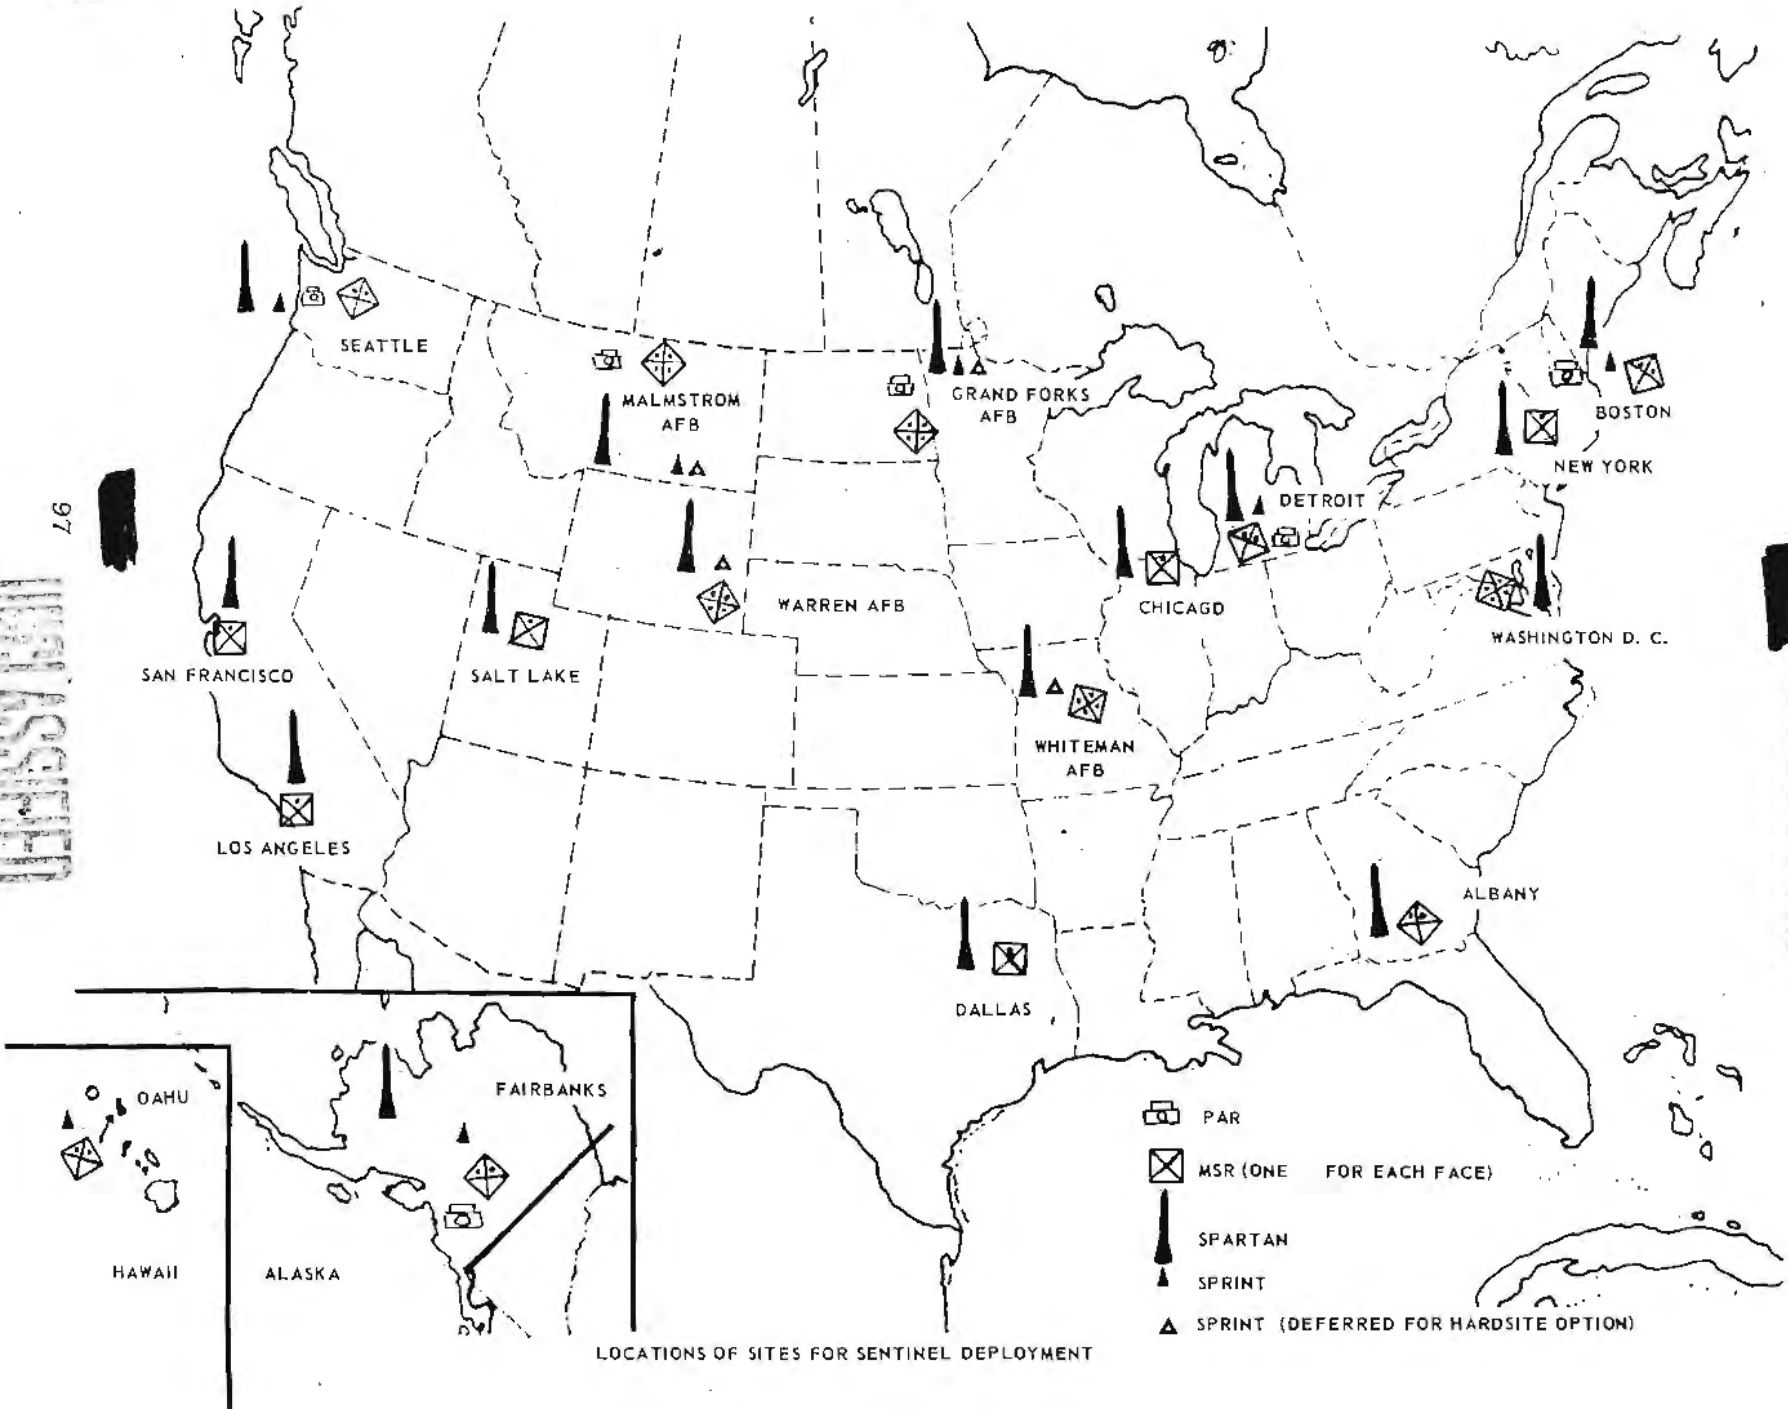 SEATTLE
MALMSTROM
AFB
GRAND FORKS
AFB
BOSTON
NEW YORK
DETROIT
97
WARREN AFB
CHICAGO
WASHINGTON D. C.
SAN FRANCISCO
SALT LAKE
UNCLASSIFIED
WHITEMAN
AFB
LOS ANGELES
ALBANY
DALLAS
OAHU
FAIRBANKS
HAWAII
ALASKA
PAR
MSR (ONE FOR EACH FACE)
SPARTAN
SPRINT
SPRINT (DEFERRED FOR HARDSITE OPTION)
LOCATIONS OF SITES FOR SENTINEL DEPLOYMENT